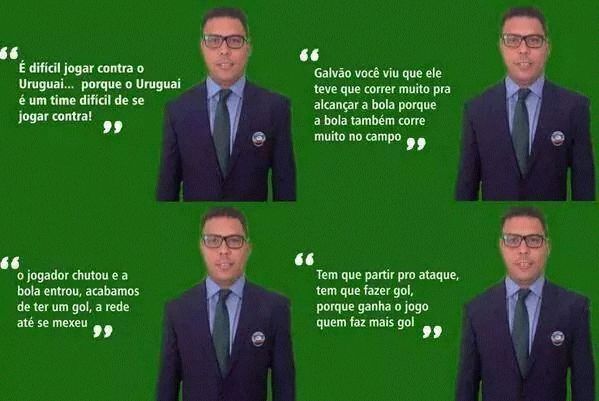 “
É difícil jogar contra o
Uruguai... porque o Uruguai
é um time difícil de se
jogar contra! ”
“
Galvão você viu que ele
teve que correr muito pra
alcançar a bola porque
a bola também corre
muito no campo ”
“
o jogador chutou e a
bola entrou, acabamos
de ter um gol, a rede
até se mexeu ”
“
Tem que partir pro ataque,
tem que fazer gol,
porque ganha o jogo
quem faz mais gol ”